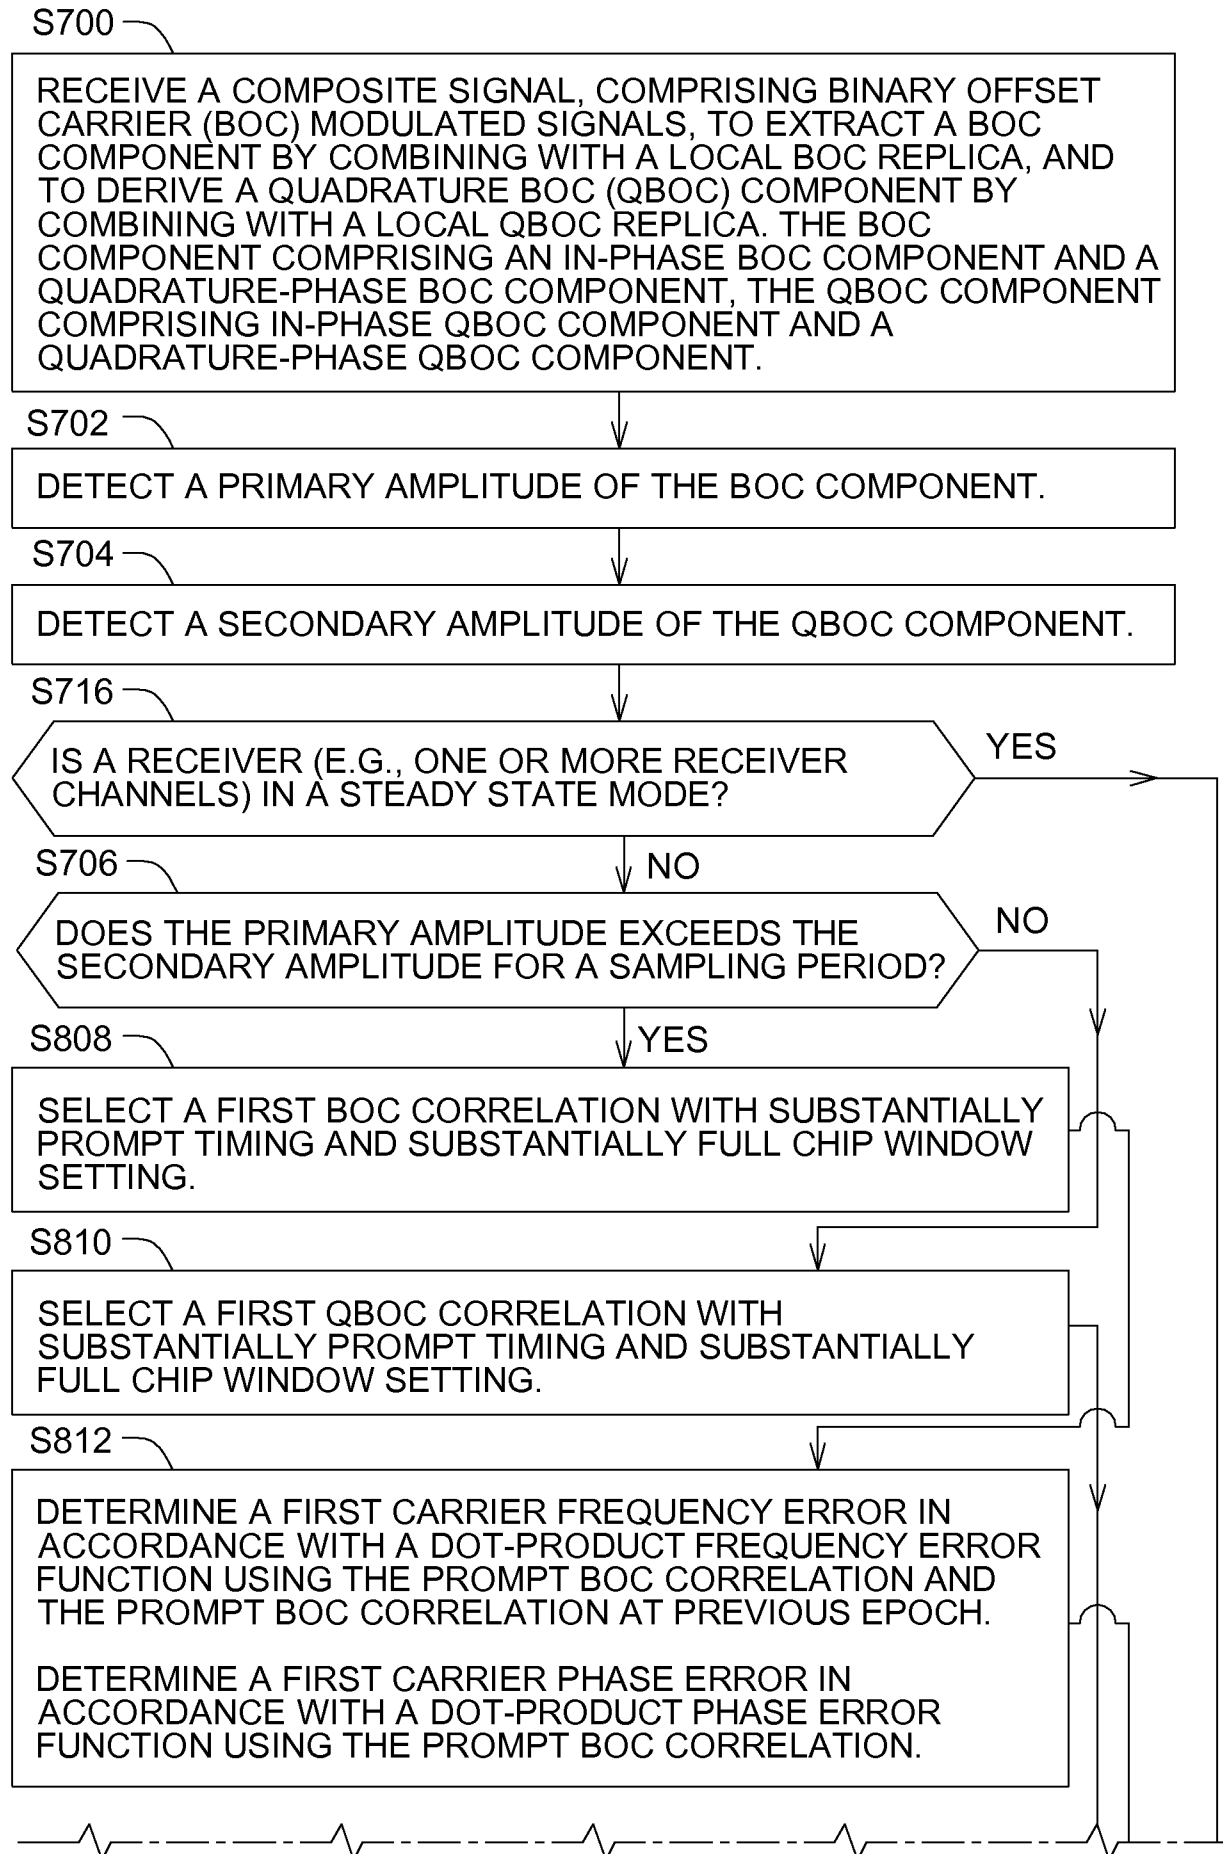 S700
RECEIVE A COMPOSITE SIGNAL, COMPRISING BINARY OFFSET
CARRIER (BOC) MODULATED SIGNALS, TO EXTRACT A BOC
COMPONENT BY COMBINING WITH A LOCAL BOC REPLICA, AND
TO DERIVE A QUADRATURE BOC (QBOC) COMPONENT BY
COMBINING WITH A LOCAL QBOC REPLICA. THE BOC
COMPONENT COMPRISING AN IN-PHASE BOC COMPONENT AND A
QUADRATURE-PHASE BOC COMPONENT, THE QBOC COMPONENT
COMPRISING IN-PHASE QBOC COMPONENT AND A
QUADRATURE-PHASE QBOC COMPONENT.
S702
DETECT A PRIMARY AMPLITUDE OF THE BOC COMPONENT.
S704
DETECT A SECONDARY AMPLITUDE OF THE QBOC COMPONENT.
S716
IS A RECEIVER (E.G., ONE OR MORE RECEIVER
CHANNELS) IN A STEADY STATE MODE?
YES
NO
S706
DOES THE PRIMARY AMPLITUDE EXCEEDS THE
SECONDARY AMPLITUDE FOR A SAMPLING PERIOD?
NO
YES
S808
SELECT A FIRST BOC CORRELATION WITH SUBSTANTIALLY
PROMPT TIMING AND SUBSTANTIALLY FULL CHIP WINDOW
SETTING.
S810
SELECT A FIRST QBOC CORRELATION WITH
SUBSTANTIALLY PROMPT TIMING AND SUBSTANTIALLY
FULL CHIP WINDOW SETTING.
S812
DETERMINE A FIRST CARRIER FREQUENCY ERROR IN
ACCORDANCE WITH A DOT-PRODUCT FREQUENCY ERROR
FUNCTION USING THE PROMPT BOC CORRELATION AND
THE PROMPT BOC CORRELATION AT PREVIOUS EPOCH.
DETERMINE A FIRST CARRIER PHASE ERROR IN
ACCORDANCE WITH A DOT-PRODUCT PHASE ERROR
FUNCTION USING THE PROMPT BOC CORRELATION.